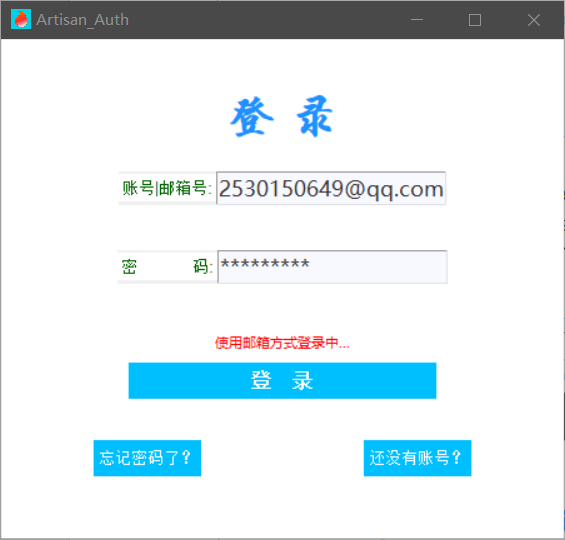 Artisan_Auth
登 录
账号|邮箱号: 2530150649@qq.com
密 码: *********
使用邮箱方式登录中...
登 录
忘记密码了? 还没有账号?